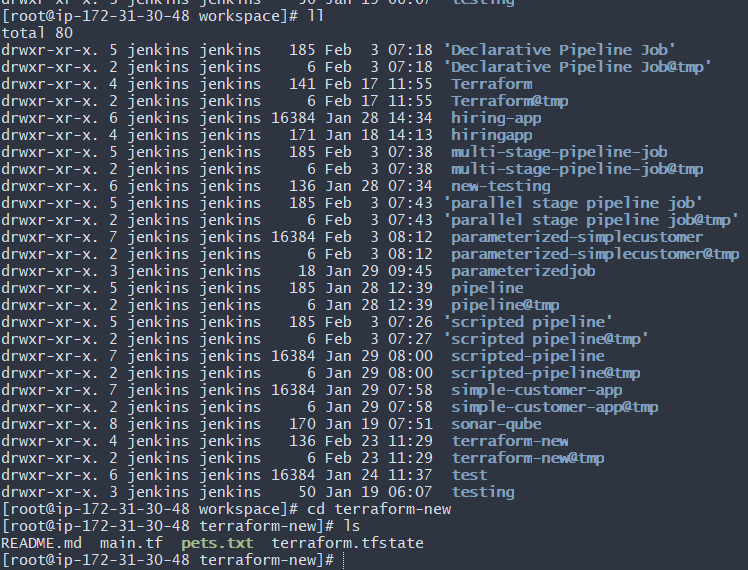 drwxr-xr-x. 3 jenkins jenkins    50 Jan 19 06:07  testing
[root@ip-172-31-30-48 workspace]# ll
total 80
drwxr-xr-x. 5 jenkins jenkins   185 Feb  3 07:18 'Declarative Pipeline Job'
drwxr-xr-x. 2 jenkins jenkins     6 Feb  3 07:18 'Declarative Pipeline Job@tmp'
drwxr-xr-x. 4 jenkins jenkins   141 Feb 17 11:55  Terraform
drwxr-xr-x. 2 jenkins jenkins     6 Feb 17 11:55  Terraform@tmp
drwxr-xr-x. 6 jenkins jenkins 16384 Jan 28 14:34  hiring-app
drwxr-xr-x. 4 jenkins jenkins   171 Jan 18 14:13  hiringapp
drwxr-xr-x. 5 jenkins jenkins   185 Feb  3 07:38  multi-stage-pipeline-job
drwxr-xr-x. 2 jenkins jenkins     6 Feb  3 07:38  multi-stage-pipeline-job@tmp
drwxr-xr-x. 6 jenkins jenkins   136 Jan 28 07:34  new-testing
drwxr-xr-x. 5 jenkins jenkins   185 Feb  3 07:43 'parallel stage pipeline job'
drwxr-xr-x. 2 jenkins jenkins     6 Feb  3 07:43 'parallel stage pipeline job@tmp'
drwxr-xr-x. 7 jenkins jenkins 16384 Feb  3 08:12  parameterized-simplecustomer
drwxr-xr-x. 2 jenkins jenkins     6 Feb  3 08:12  parameterized-simplecustomer@tmp
drwxr-xr-x. 3 jenkins jenkins    18 Jan 29 09:45  parameterizedjob
drwxr-xr-x. 5 jenkins jenkins   185 Jan 28 12:39  pipeline
drwxr-xr-x. 2 jenkins jenkins     6 Jan 28 12:39  pipeline@tmp
drwxr-xr-x. 5 jenkins jenkins   185 Feb  3 07:26 'scripted pipeline'
drwxr-xr-x. 2 jenkins jenkins     6 Feb  3 07:27 'scripted pipeline@tmp'
drwxr-xr-x. 7 jenkins jenkins 16384 Jan 29 08:00  scripted-pipeline
drwxr-xr-x. 2 jenkins jenkins     6 Jan 29 08:00  scripted-pipeline@tmp
drwxr-xr-x. 7 jenkins jenkins 16384 Jan 29 07:58  simple-customer-app
drwxr-xr-x. 2 jenkins jenkins     6 Jan 29 07:58  simple-customer-app@tmp
drwxr-xr-x. 8 jenkins jenkins   170 Jan 19 07:51  sonar-qube
drwxr-xr-x. 4 jenkins jenkins   136 Feb 23 11:29  terraform-new
drwxr-xr-x. 2 jenkins jenkins     6 Feb 23 11:29  terraform-new@tmp
drwxr-xr-x. 6 jenkins jenkins 16384 Jan 24 11:37  test
drwxr-xr-x. 3 jenkins jenkins    50 Jan 19 06:07  testing
[root@ip-172-31-30-48 workspace]# cd terraform-new
[root@ip-172-31-30-48 terraform-new]# ls
README.md  main.tf  pets.txt  terraform.tfstate
[root@ip-172-31-30-48 terraform-new]#